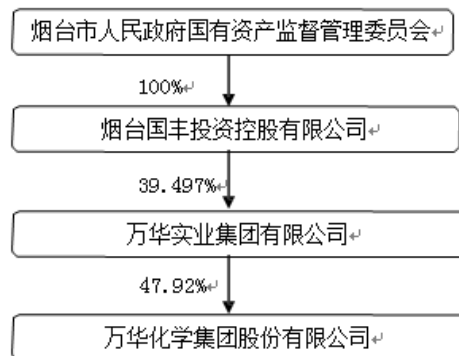 烟台市人民政府国有资产监督管理委员会
100%
烟台国丰投资控股有限公司
39.497%
万华实业集团有限公司
47.92%
万华化学集团股份有限公司